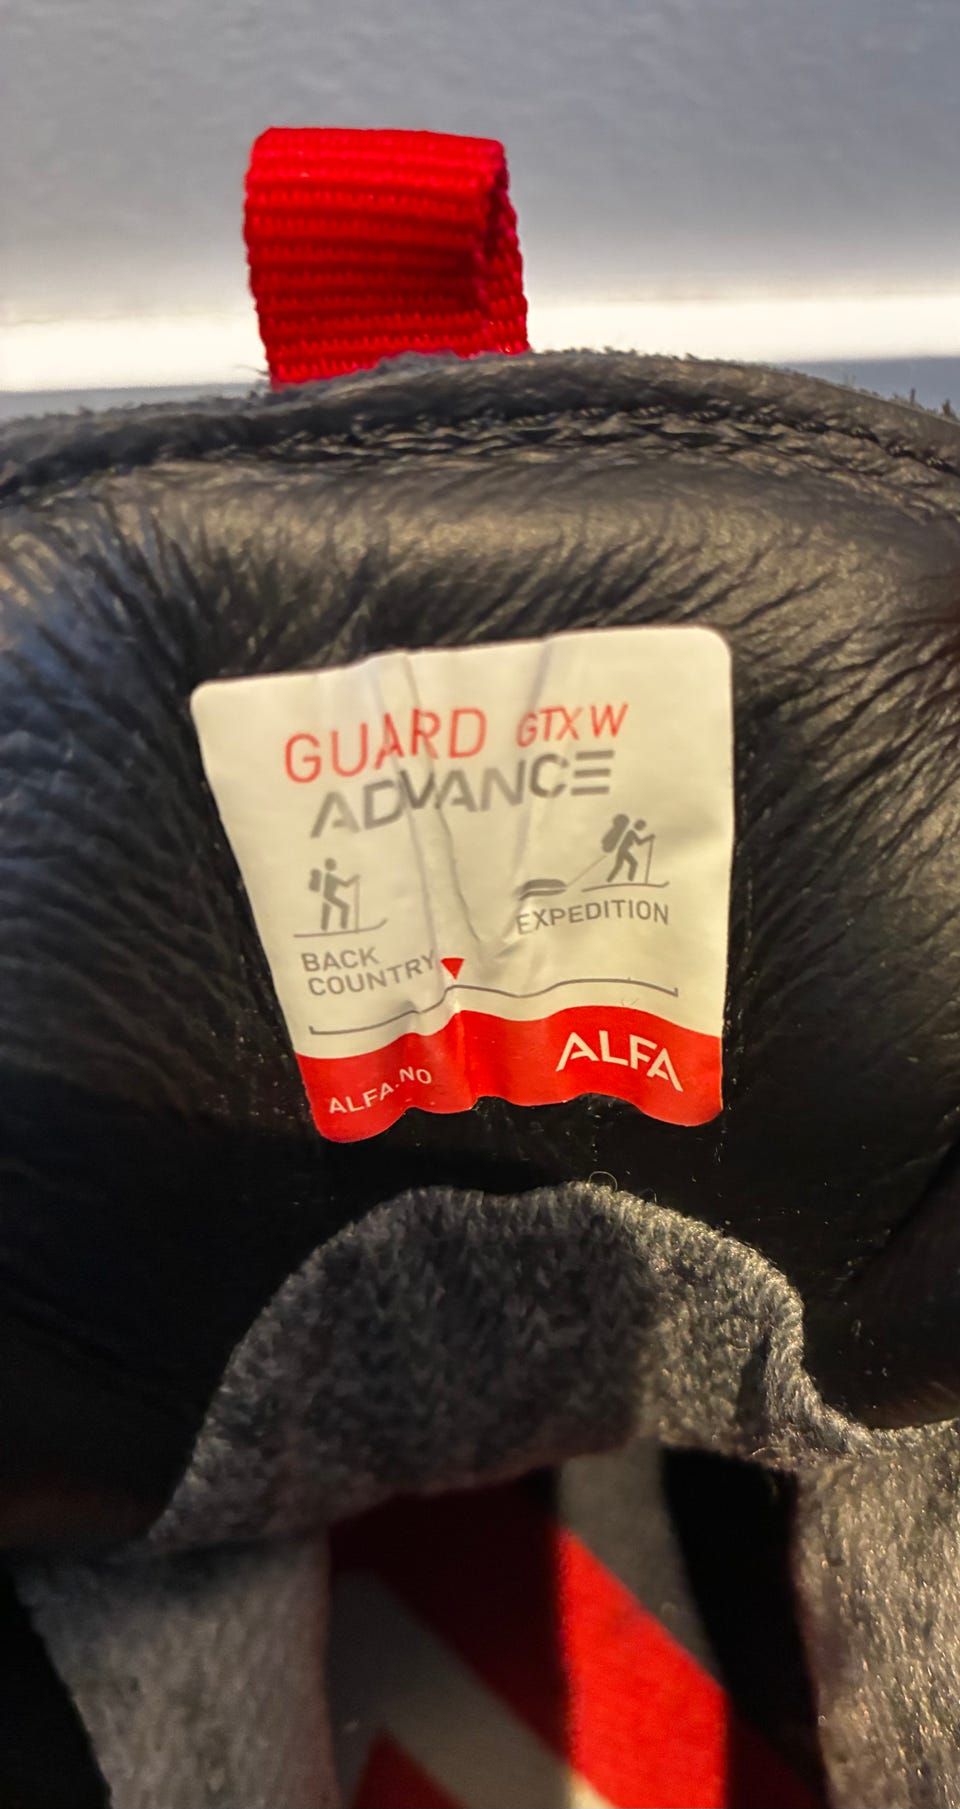 GUARD GTX W
ADVANCE
BACK
COUNTRY
EXPEDITION
ALFA.NO
ALFA